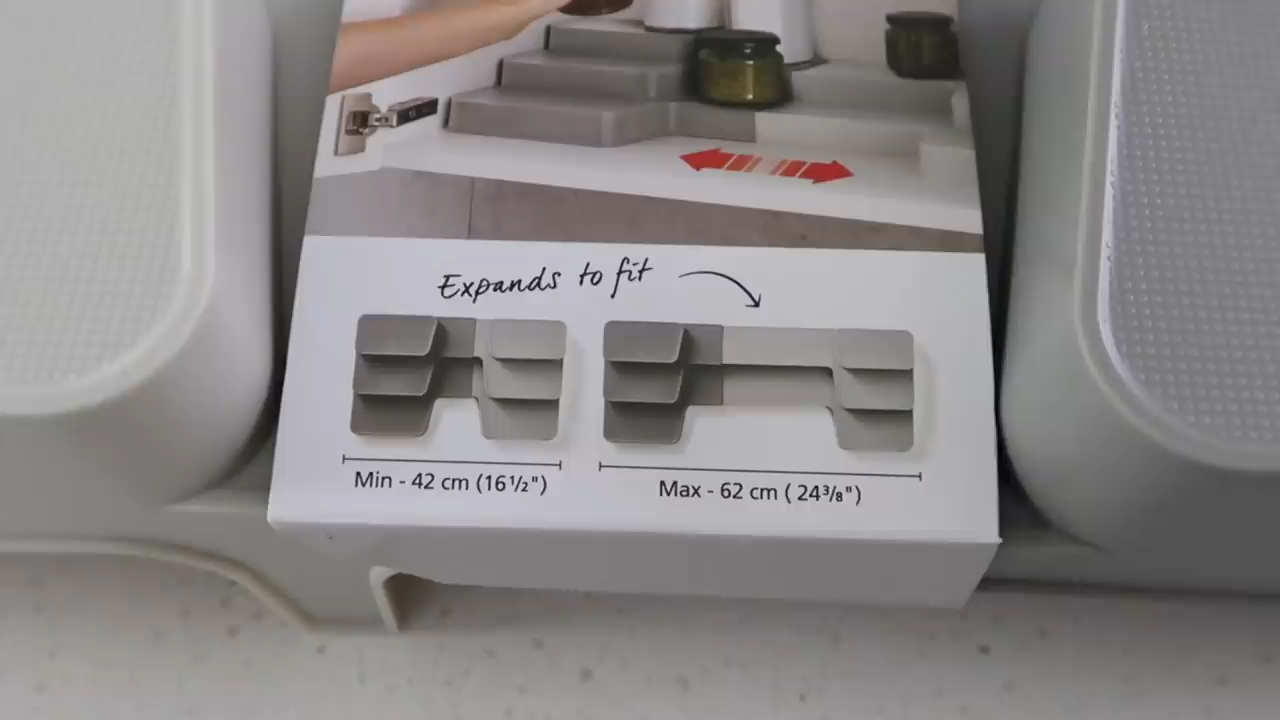 Expands to fit
Min - 42 cm (16½")
Max - 62 cm ( 24⅜")